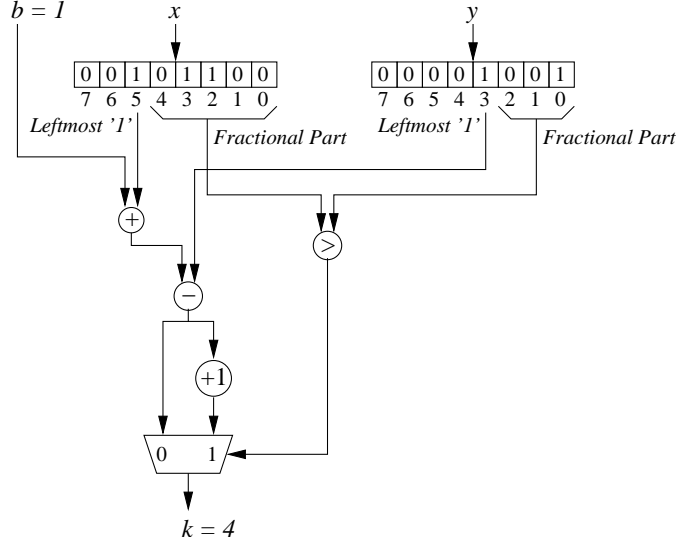 b = 1 x y
0 0 1 0 1 1 0 0 0 0 0 0 1 0 0 1
7 6 5 4 3 2 1 0 7 6 5 4 3 2 1 0
Leftmost '1' Fractional Part Leftmost '1' Fractional Part
+
>
−
+1
0 1
k = 4